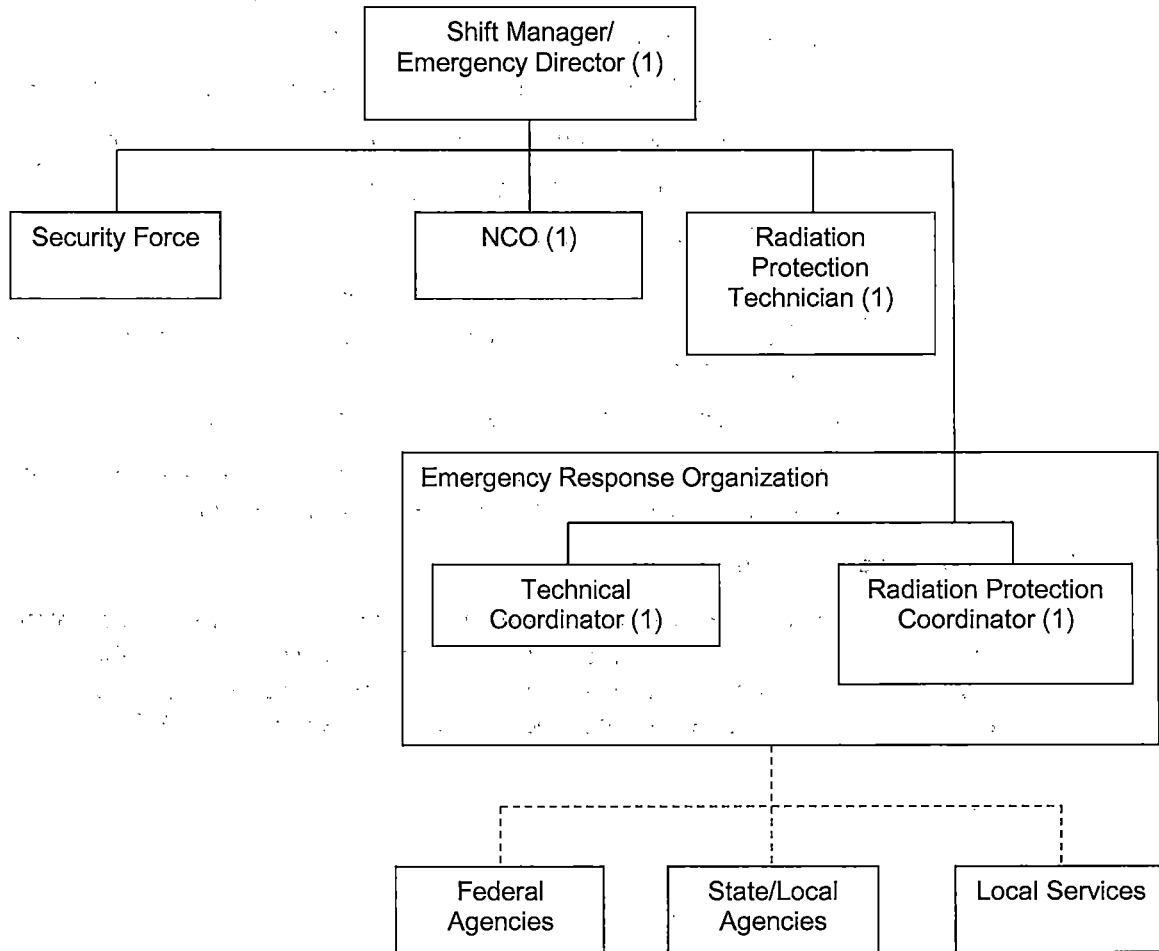 Shift Manager/
Emergency Director (1)
Security Force
NCO (1)
Radiation
Protection
Technician (1)
Emergency Response Organization
Technical
Coordinator (1)
Radiation Protection
Coordinator (1)
Federal
Agencies
State/Local
Agencies
Local Services